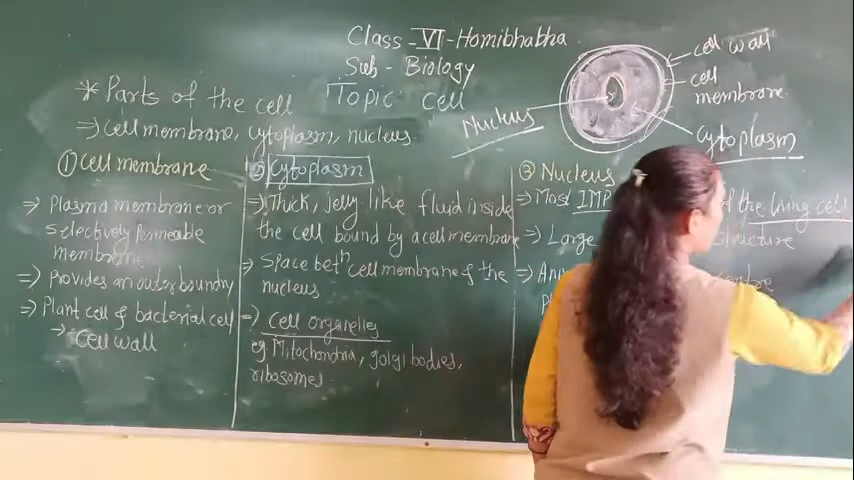 Class - VI - Homibhabha
Sub - Biology
Topic Cell
* Parts of the cell
⇒ cell membrane, cytoplasm, nucleus
cell wall
cell
membrane
Nucleus
Cytoplasm
① Cell membrane
⇒ Plasma membrane or
selectively permeable
membrane
⇒ Provides an outer boundry
⇒ Plant cell & bacterial cell
→ Cell wall
② Cytoplasm
⇒ Thick, jelly like fluid inside
the cell bound by a cell membrane
⇒ Space betⁿ cell membrane & the
nucleus
⇒ Cell organelles
eg Mitochondria, golgi bodies,
ribosomes
③ Nucleus
⇒ Most IMP of the living cell
⇒ Large structure
⇒ centre